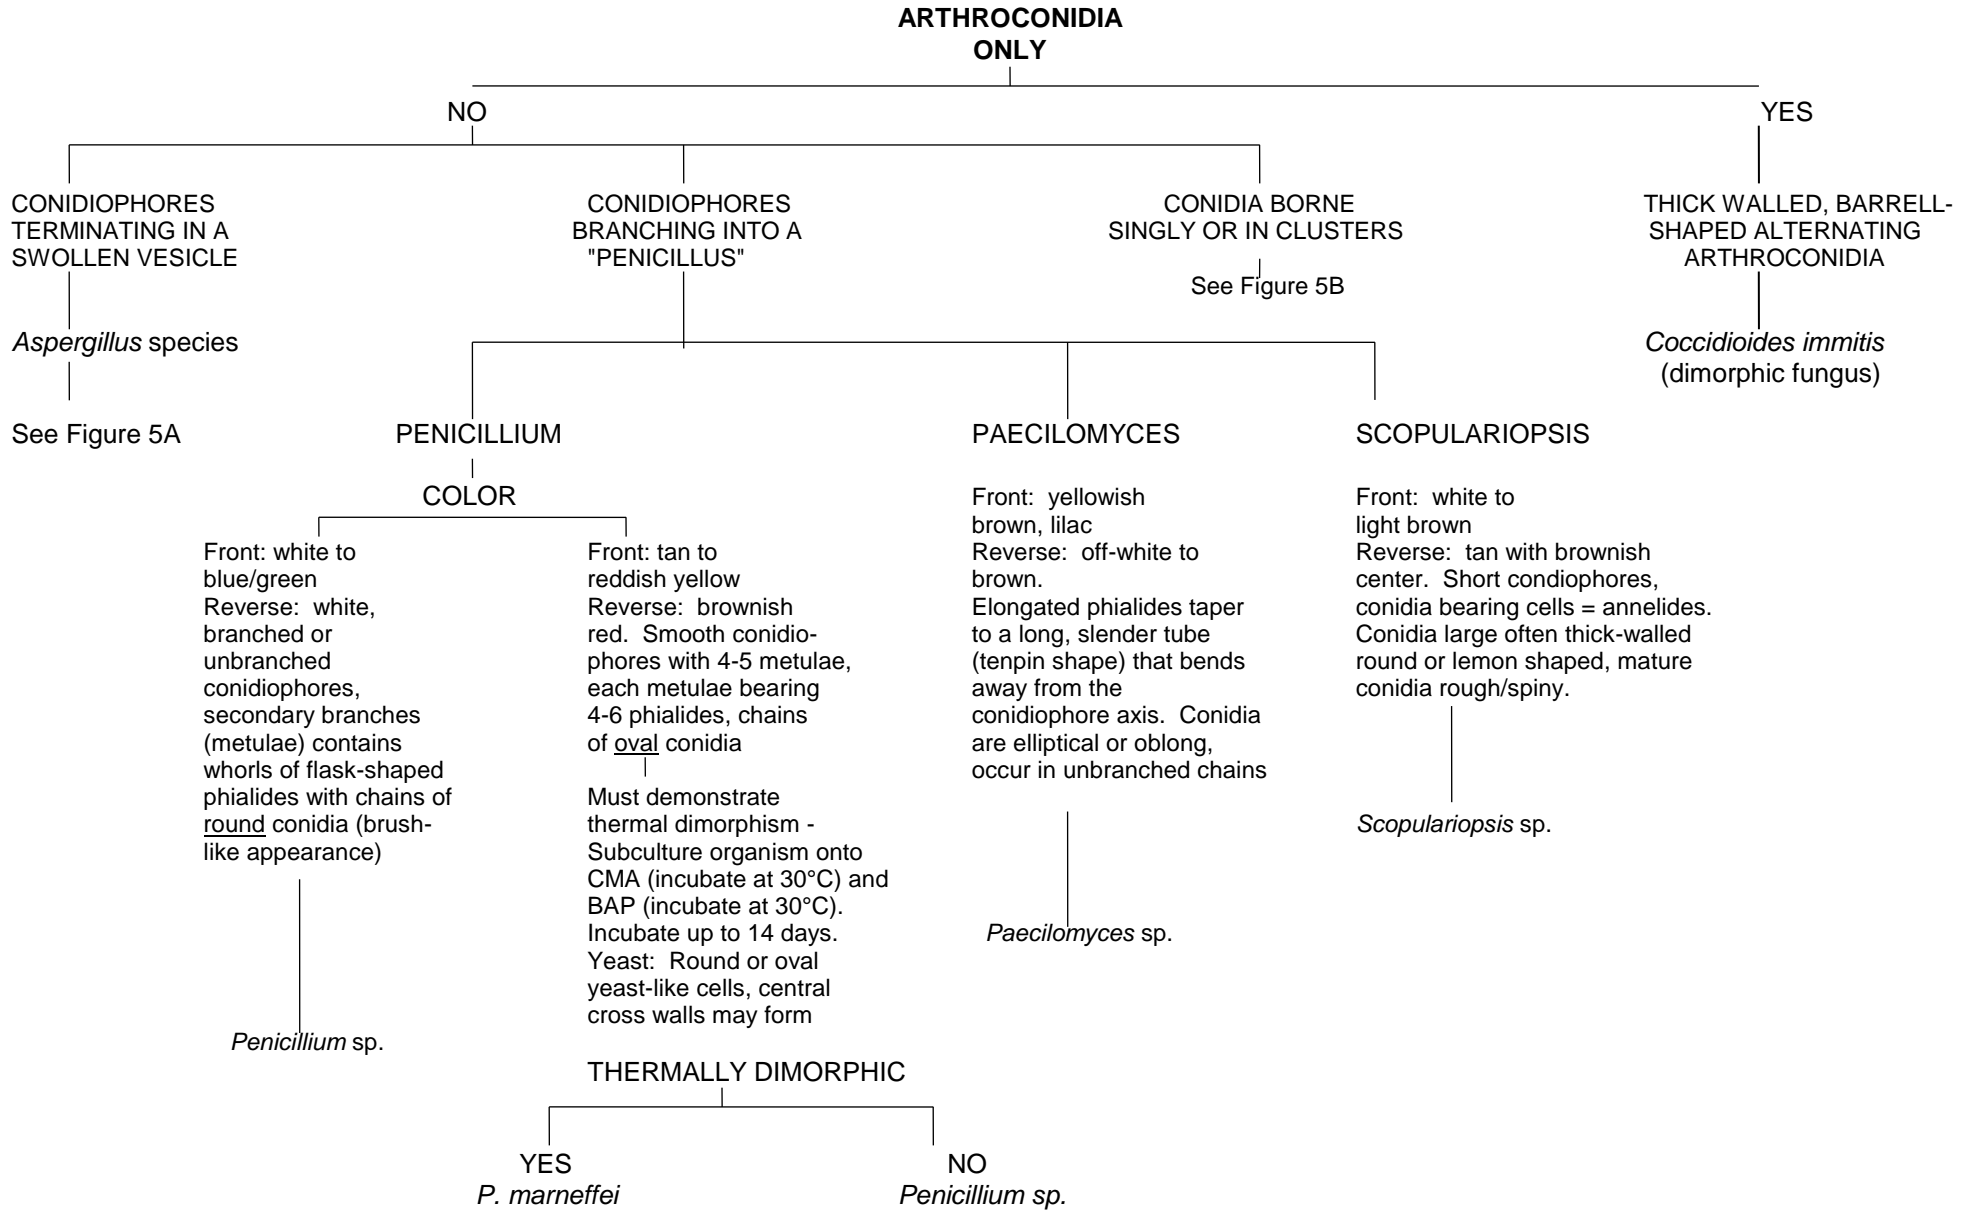 ARTHROCONIDIA
ONLY
NO
YES
CONIDIOPHORES
TERMINATING IN A
SWOLLEN VESICLE
CONIDIOPHORES
BRANCHING INTO A
"PENICILLUS"
CONIDIA BORNE
SINGLY OR IN CLUSTERS
See Figure 5B
THICK WALLED, BARRELL-
SHAPED ALTERNATING
ARTHROCONIDIA
Aspergillus species
Coccidioides immitis
(dimorphic fungus)
See Figure 5A
PENICILLIUM
PAECILOMYCES
SCOPULARIOPSIS
COLOR
Front: white to
blue/green
Reverse: white,
branched or
unbranched
conidiophores,
secondary branches
(metulae) contains
whorls of flask-shaped
phialides with chains of
round conidia (brush-
like appearance)
Penicillium sp.
Front: tan to
reddish yellow
Reverse: brownish
red. Smooth conidio-
phores with 4-5 metulae,
each metulae bearing
4-6 phialides, chains
of oval conidia
Must demonstrate
thermal dimorphism -
Subculture organism onto
CMA (incubate at 30°C) and
BAP (incubate at 30°C).
Incubate up to 14 days.
Yeast: Round or oval
yeast-like cells, central
cross walls may form
THERMALLY DIMORPHIC
YES
P. marneffei
NO
Penicillium sp.
Front: yellowish
brown, lilac
Reverse: off-white to
brown.
Elongated phialides taper
to a long, slender tube
(tenpin shape) that bends
away from the
conidiophore axis. Conidia
are elliptical or oblong,
occur in unbranched chains
Paecilomyces sp.
Front: white to
light brown
Reverse: tan with brownish
center. Short condiophores,
conidia bearing cells = annelides.
Conidia large often thick-walled
round or lemon shaped, mature
conidia rough/spiny.
Scopulariopsis sp.